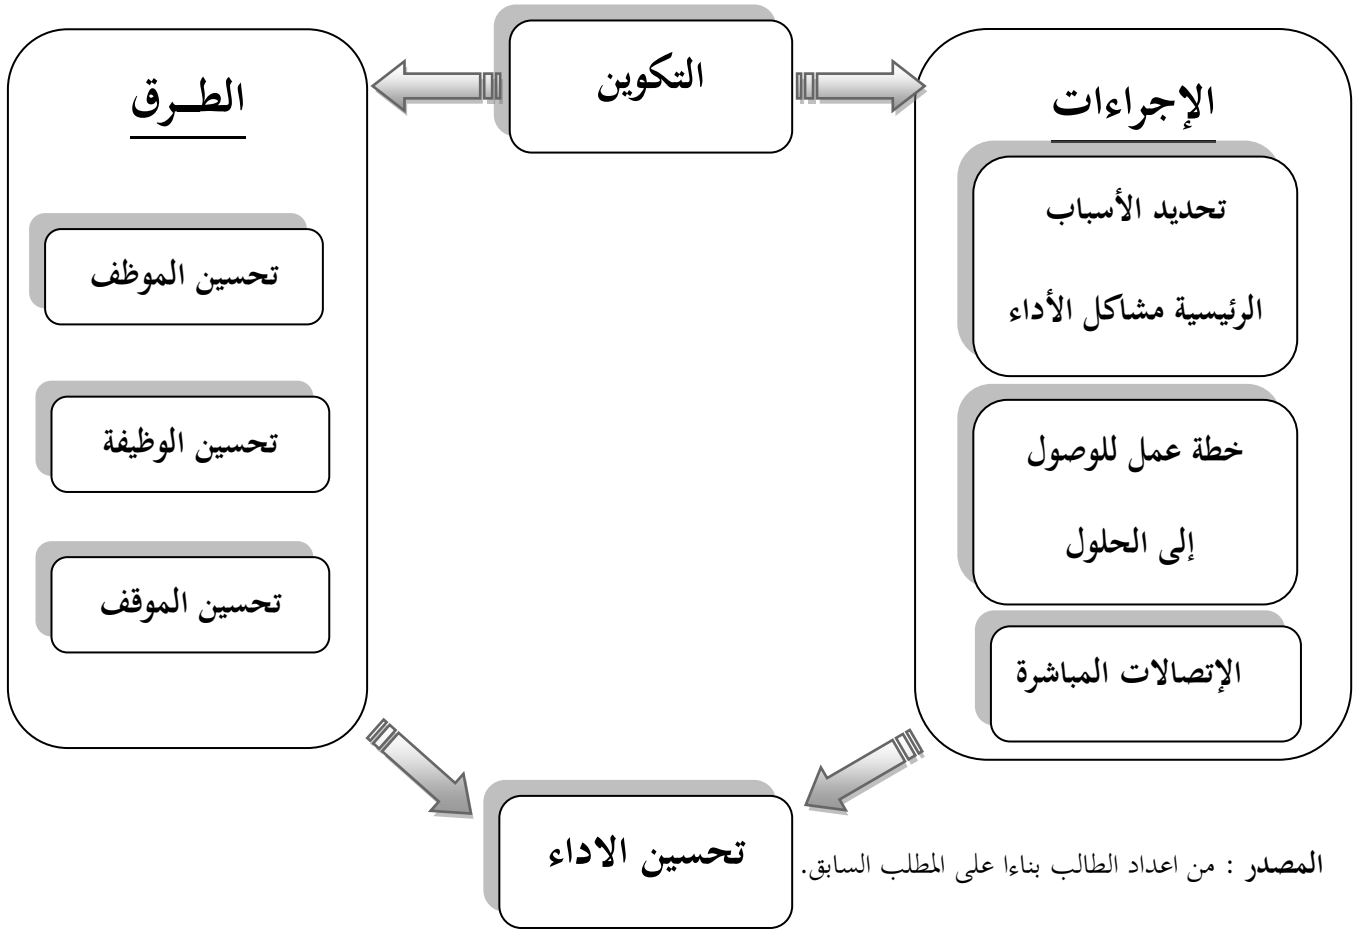 التكوين
الإجراءات
تحديد الأسباب
الرئيسية مشاكل الأداء
خطة عمل للوصول
إلى الحلول
الإتصالات المباشرة
الطــرق
تحسين الموظف
تحسين الوظيفة
تحسين الموقف
تحسين الاداء
المصدر : من اعداد الطالب بناءا على المطلب السابق.